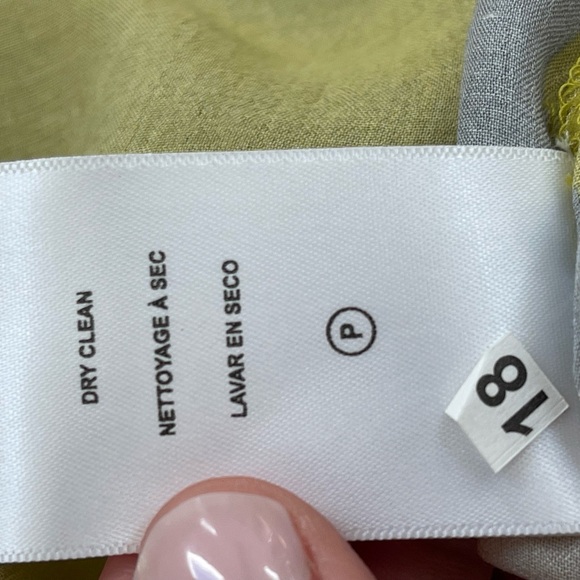 DRY CLEAN
NETTOYAGE À SEC
LAVAR EN SECO
P
18